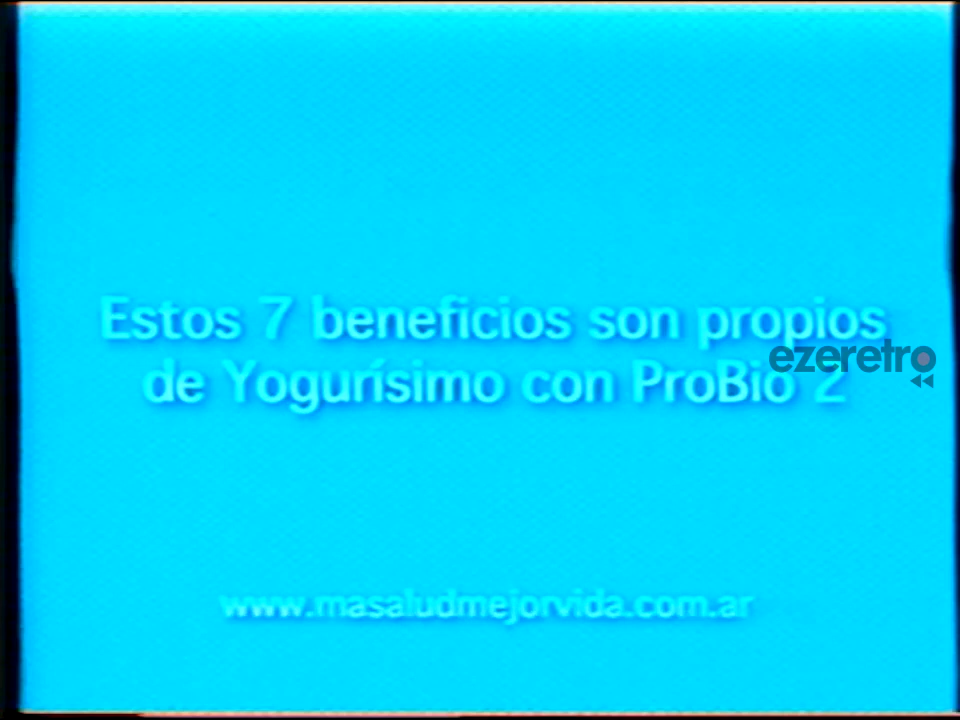 Estos 7 beneficios son propios
de Yogurísimo con ProBio 2
ezeretro
www.masaludmejorvida.com.ar